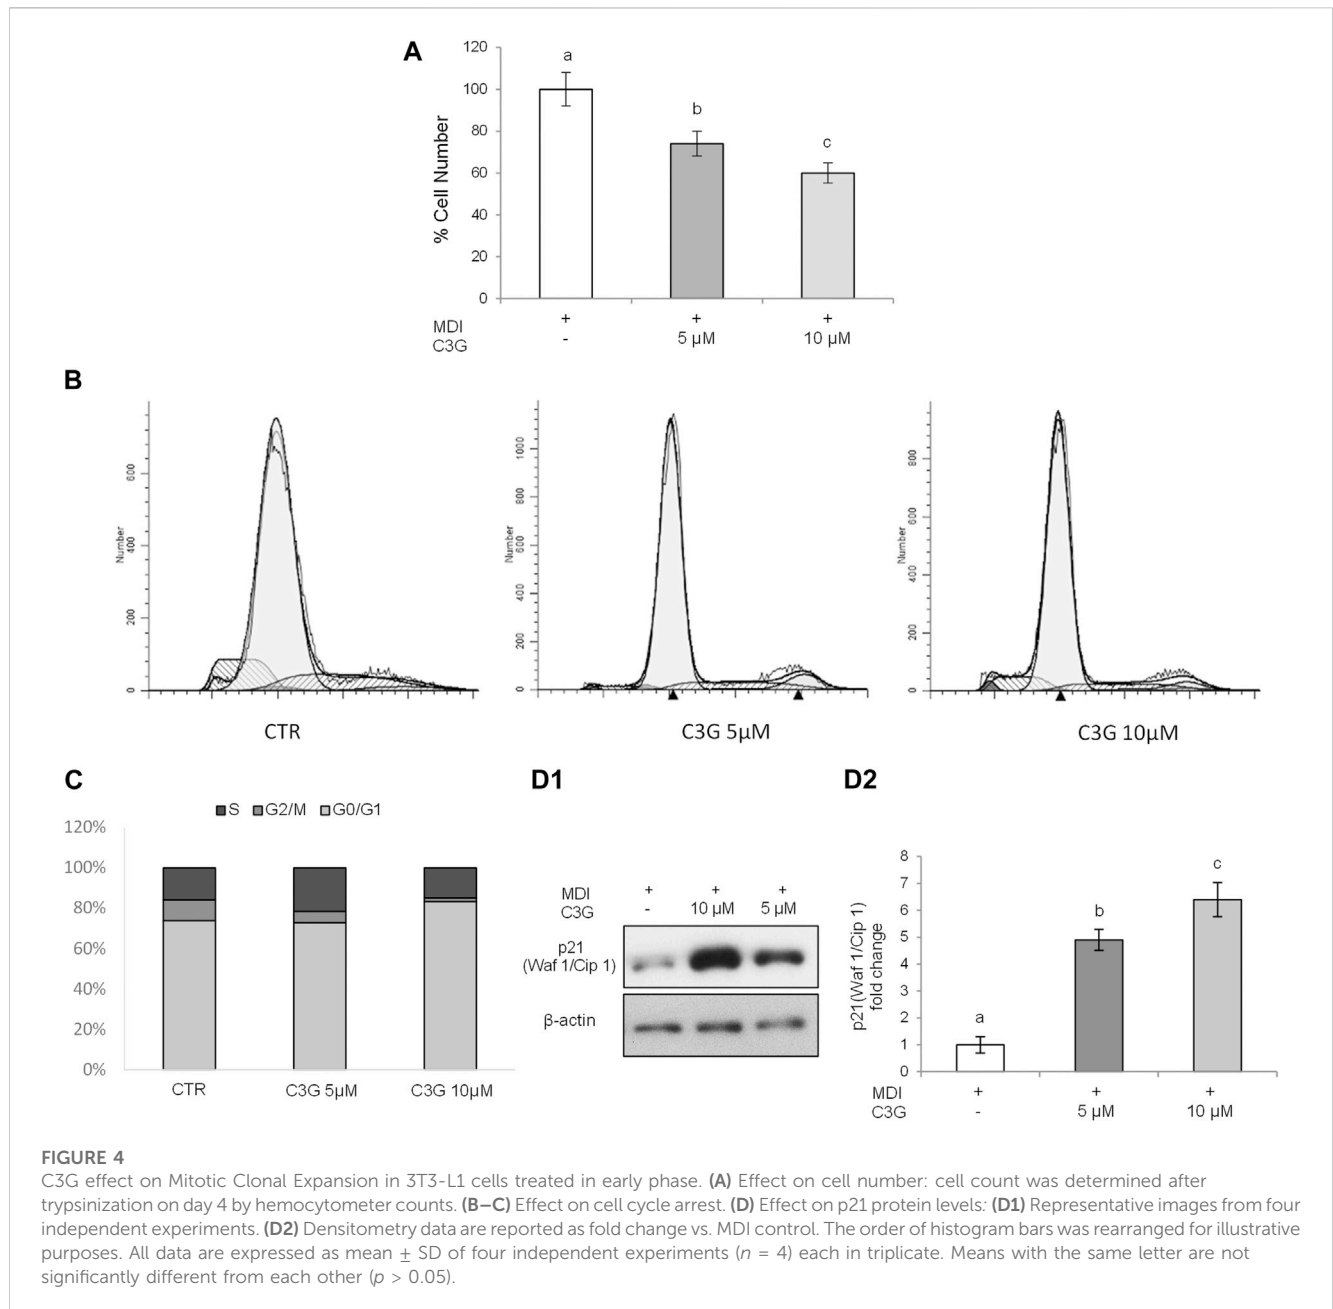 A
120
100
80
60
40
20
0
% Cell Number
a
b
c
MDI + + +
C3G - 5 µM 10 µM
B
600
400
200
0
Number
CTR
1000
800
600
400
200
0
Number
C3G 5µM
800
600
400
200
0
Number
C3G 10µM
C
S G2/M G0/G1
120%
100%
80%
60%
40%
20%
0%
CTR C3G 5µM C3G 10µM
D1
MDI + + +
C3G - 10 µM 5 µM
p21
(Waf 1/Cip 1)
β-actin
D2
p21(Waf 1/Cip 1)
fold change
8
7
6
5
4
3
2
1
0
a
b
c
MDI + + +
C3G - 5 µM 10 µM
FIGURE 4
C3G effect on Mitotic Clonal Expansion in 3T3-L1 cells treated in early phase. (A) Effect on cell number: cell count was determined after
trypsinization on day 4 by hemocytometer counts. (B–C) Effect on cell cycle arrest. (D) Effect on p21 protein levels: (D1) Representative images from four
independent experiments. (D2) Densitometry data are reported as fold change vs. MDI control. The order of histogram bars was rearranged for illustrative
purposes. All data are expressed as mean ± SD of four independent experiments (n = 4) each in triplicate. Means with the same letter are not
significantly different from each other (p > 0.05).